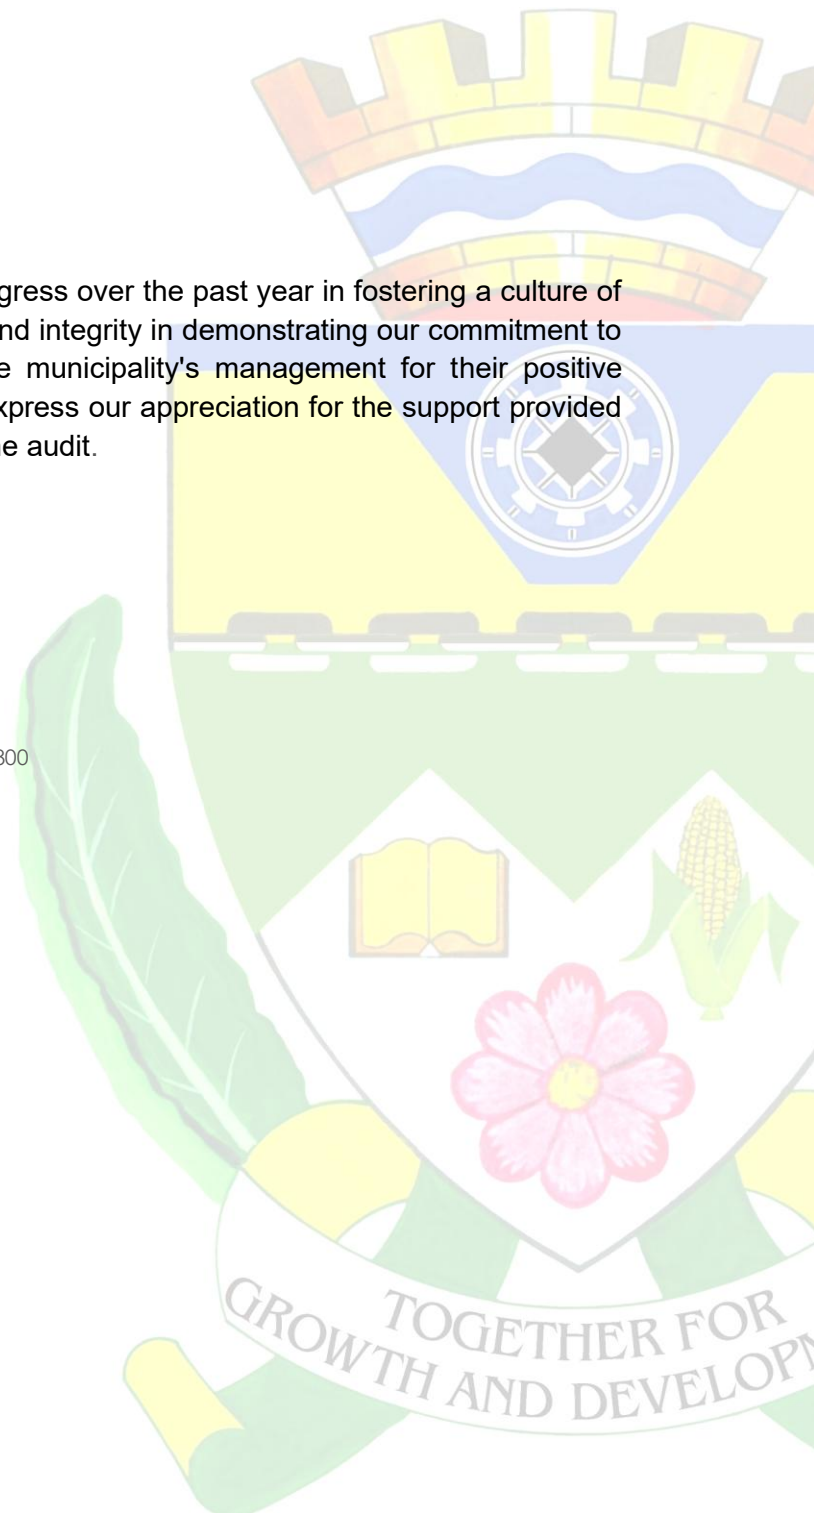 gress over the past year in fostering a culture of
nd integrity in demonstrating our commitment to
e municipality's management for their positive
xpress our appreciation for the support provided
e audit.
300
TOGETHER FOR
GROWTH AND DEVELOPM